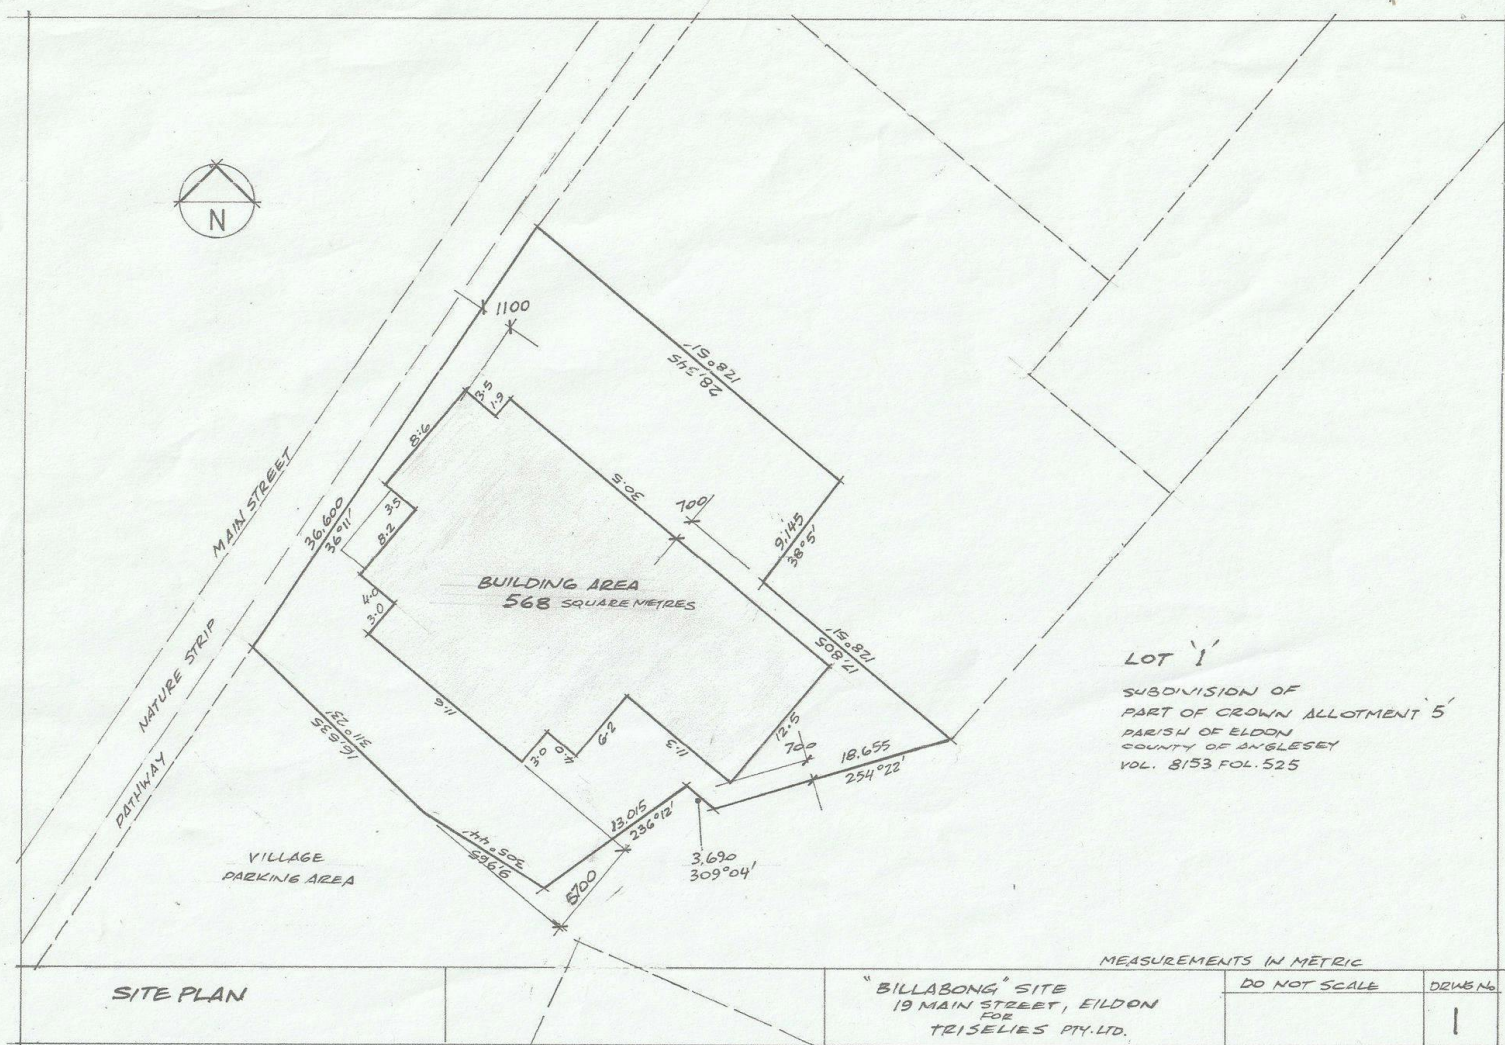 N
1100
28,345
128°51'
3.5
1.9
8.6
MAIN STREET
36,600
36°11'
3.5
8.2
30.5
700
9,145
38°5'
BUILDING AREA
568 SQUARE METRES
4.0
3.0
NATURE STRIP
17,805
128°51'
LOT '1'
SUBDIVISION OF
PART OF CROWN ALLOTMENT '5'
PARISH OF ELDON
COUNTY OF ANGLESEY
VOL. 8153 FOL. 525
311°23'
16,635
11.6
3.0
4.0
6.2
11.3
12.5
700
18.655
254°22'
PATHWAY
13.015
236°12'
305°44'
9,965
VILLAGE
PARKING AREA
3,690
309°04'
5700
MEASUREMENTS IN METRIC
SITE PLAN
"BILLABONG" SITE
19 MAIN STREET, EILDON
FOR
TRISELIES PTY. LTD.
DO NOT SCALE
DRWG No
1